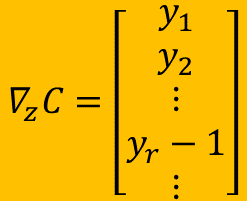 ∇zC = [ y1
y2
⋮
yr − 1
⋮ ]